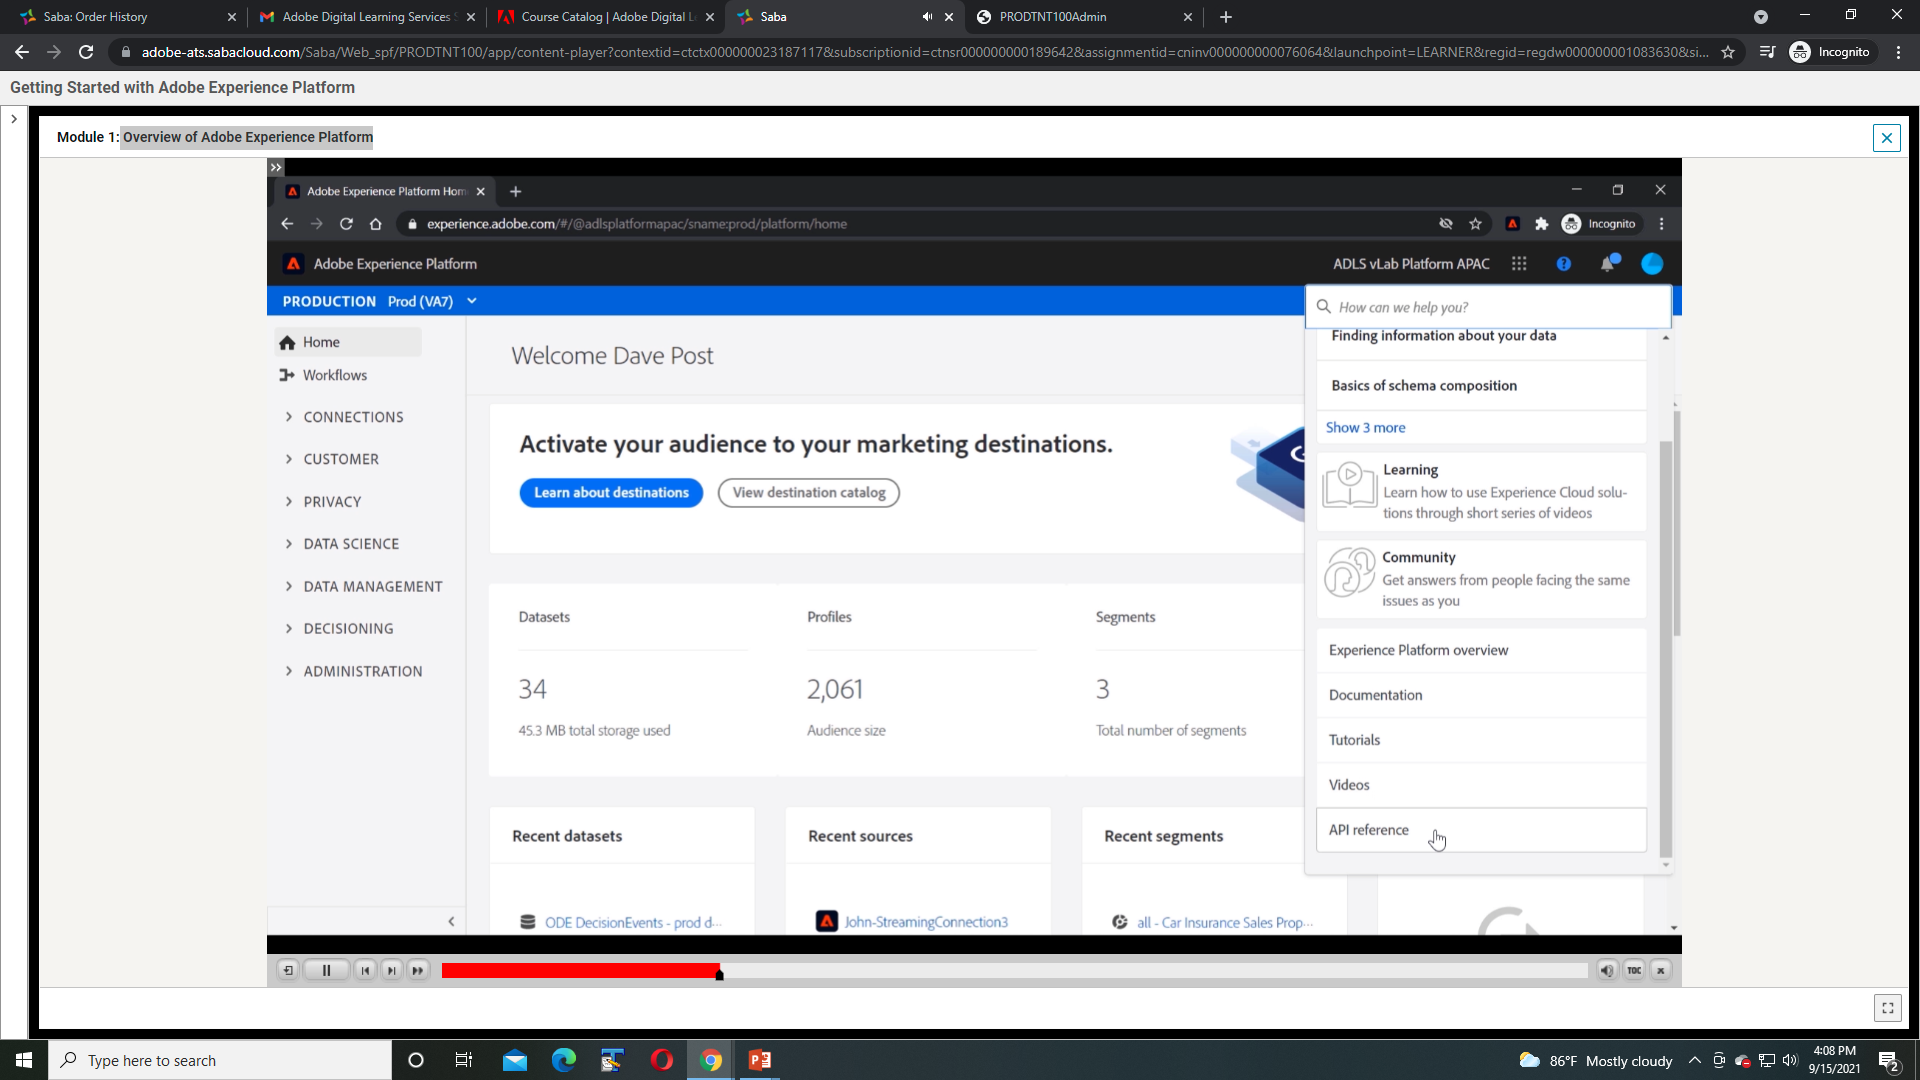 Saba: Order History
Adobe Digital Learning Services S
Course Catalog | Adobe Digital L
Saba
PRODTNT100Admin
adobe-ats.sabacloud.com/Saba/Web_spf/PRODTNT100/app/content-player?contextid=ctctx000000023187117&subscriptionid=ctnsr000000000189642&assignmentid=cninv000000000076064&launchpoint=LEARNER&regid=regdw000000001083630&si...
Incognito
Getting Started with Adobe Experience Platform
Module 1: Overview of Adobe Experience Platform
Adobe Experience Platform Hom
experience.adobe.com/#/@adlsplatformapac/sname:prod/platform/home
Incognito
Adobe Experience Platform
ADLS vLab Platform APAC
PRODUCTION Prod (VA7)
How can we help you?
Home
Workflows
CONNECTIONS
CUSTOMER
PRIVACY
DATA SCIENCE
DATA MANAGEMENT
DECISIONING
ADMINISTRATION
Welcome Dave Post
Activate your audience to your marketing destinations.
Learn about destinations
View destination catalog
Datasets
34
45.3 MB total storage used
Profiles
2,061
Audience size
Segments
3
Total number of segments
Recent datasets
ODE DecisionEvents - prod d...
Recent sources
John-StreamingConnection3
Recent segments
all - Car Insurance Sales Prop...
Finding information about your data
Basics of schema composition
Show 3 more
Learning
Learn how to use Experience Cloud solu-
tions through short series of videos
Community
Get answers from people facing the same
issues as you
Experience Platform overview
Documentation
Tutorials
Videos
API reference
TOC
Type here to search
86°F Mostly cloudy
4:08 PM
9/15/2021
2